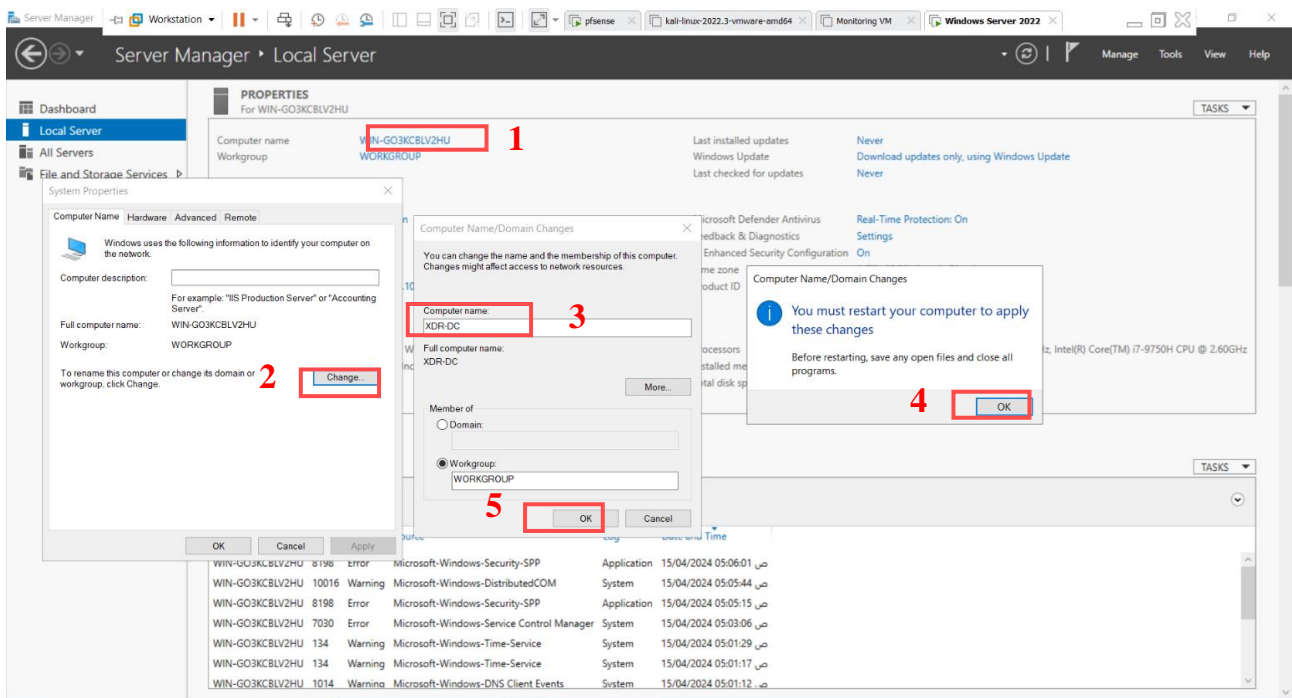 Server Manager Workstation pfsense kali-linux-2022.3-vmware-amd64 Monitoring VM Windows Server 2022
Server Manager Local Server Manage Tools View Help
Dashboard
Local Server
All Servers
File and Storage Services
PROPERTIES
For WIN-GO3KCBLV2HU
TASKS
Computer name WIN-GO3KCBLV2HU 1
Workgroup WORKGROUP
Last installed updates Never
Windows Update Download updates only, using Windows Update
Last checked for updates Never
Microsoft Defender Antivirus Real-Time Protection: On
Feedback & Diagnostics Settings
Enhanced Security Configuration On
System Properties
Computer Name Hardware Advanced Remote
Windows uses the following information to identify your computer on
the network.
Computer description:
For example: "IIS Production Server" or "Accounting
Server".
Full computer name: WIN-GO3KCBLV2HU
Workgroup: WORKGROUP
To rename this computer or change its domain or
workgroup, click Change.
2
Change...
OK Cancel Apply
Computer Name/Domain Changes
You can change the name and the membership of this computer.
Changes might affect access to network resources.
Computer name:
XDR-DC
3
Full computer name:
XDR-DC
More...
Member of
Domain:
Workgroup:
WORKGROUP
5
OK Cancel
Computer Name/Domain Changes
You must restart your computer to apply
these changes
Before restarting, save any open files and close all
programs.
4
OK
Intel(R) Core(TM) i7-9750H CPU @ 2.60GHz
TASKS
Date and Time
WIN-GO3KCBLV2HU 8198 Error Microsoft-Windows-Security-SPP Application 15/04/2024 05:06:01 ص
WIN-GO3KCBLV2HU 10016 Warning Microsoft-Windows-DistributedCOM System 15/04/2024 05:05:44 ص
WIN-GO3KCBLV2HU 8198 Error Microsoft-Windows-Security-SPP Application 15/04/2024 05:05:15 ص
WIN-GO3KCBLV2HU 7030 Error Microsoft-Windows-Service Control Manager System 15/04/2024 05:03:06 ص
WIN-GO3KCBLV2HU 134 Warning Microsoft-Windows-Time-Service System 15/04/2024 05:01:29 ص
WIN-GO3KCBLV2HU 134 Warning Microsoft-Windows-Time-Service System 15/04/2024 05:01:17 ص
WIN-GO3KCBLV2HU 1014 Warning Microsoft-Windows-DNS Client Events System 15/04/2024 05:01:12 ص